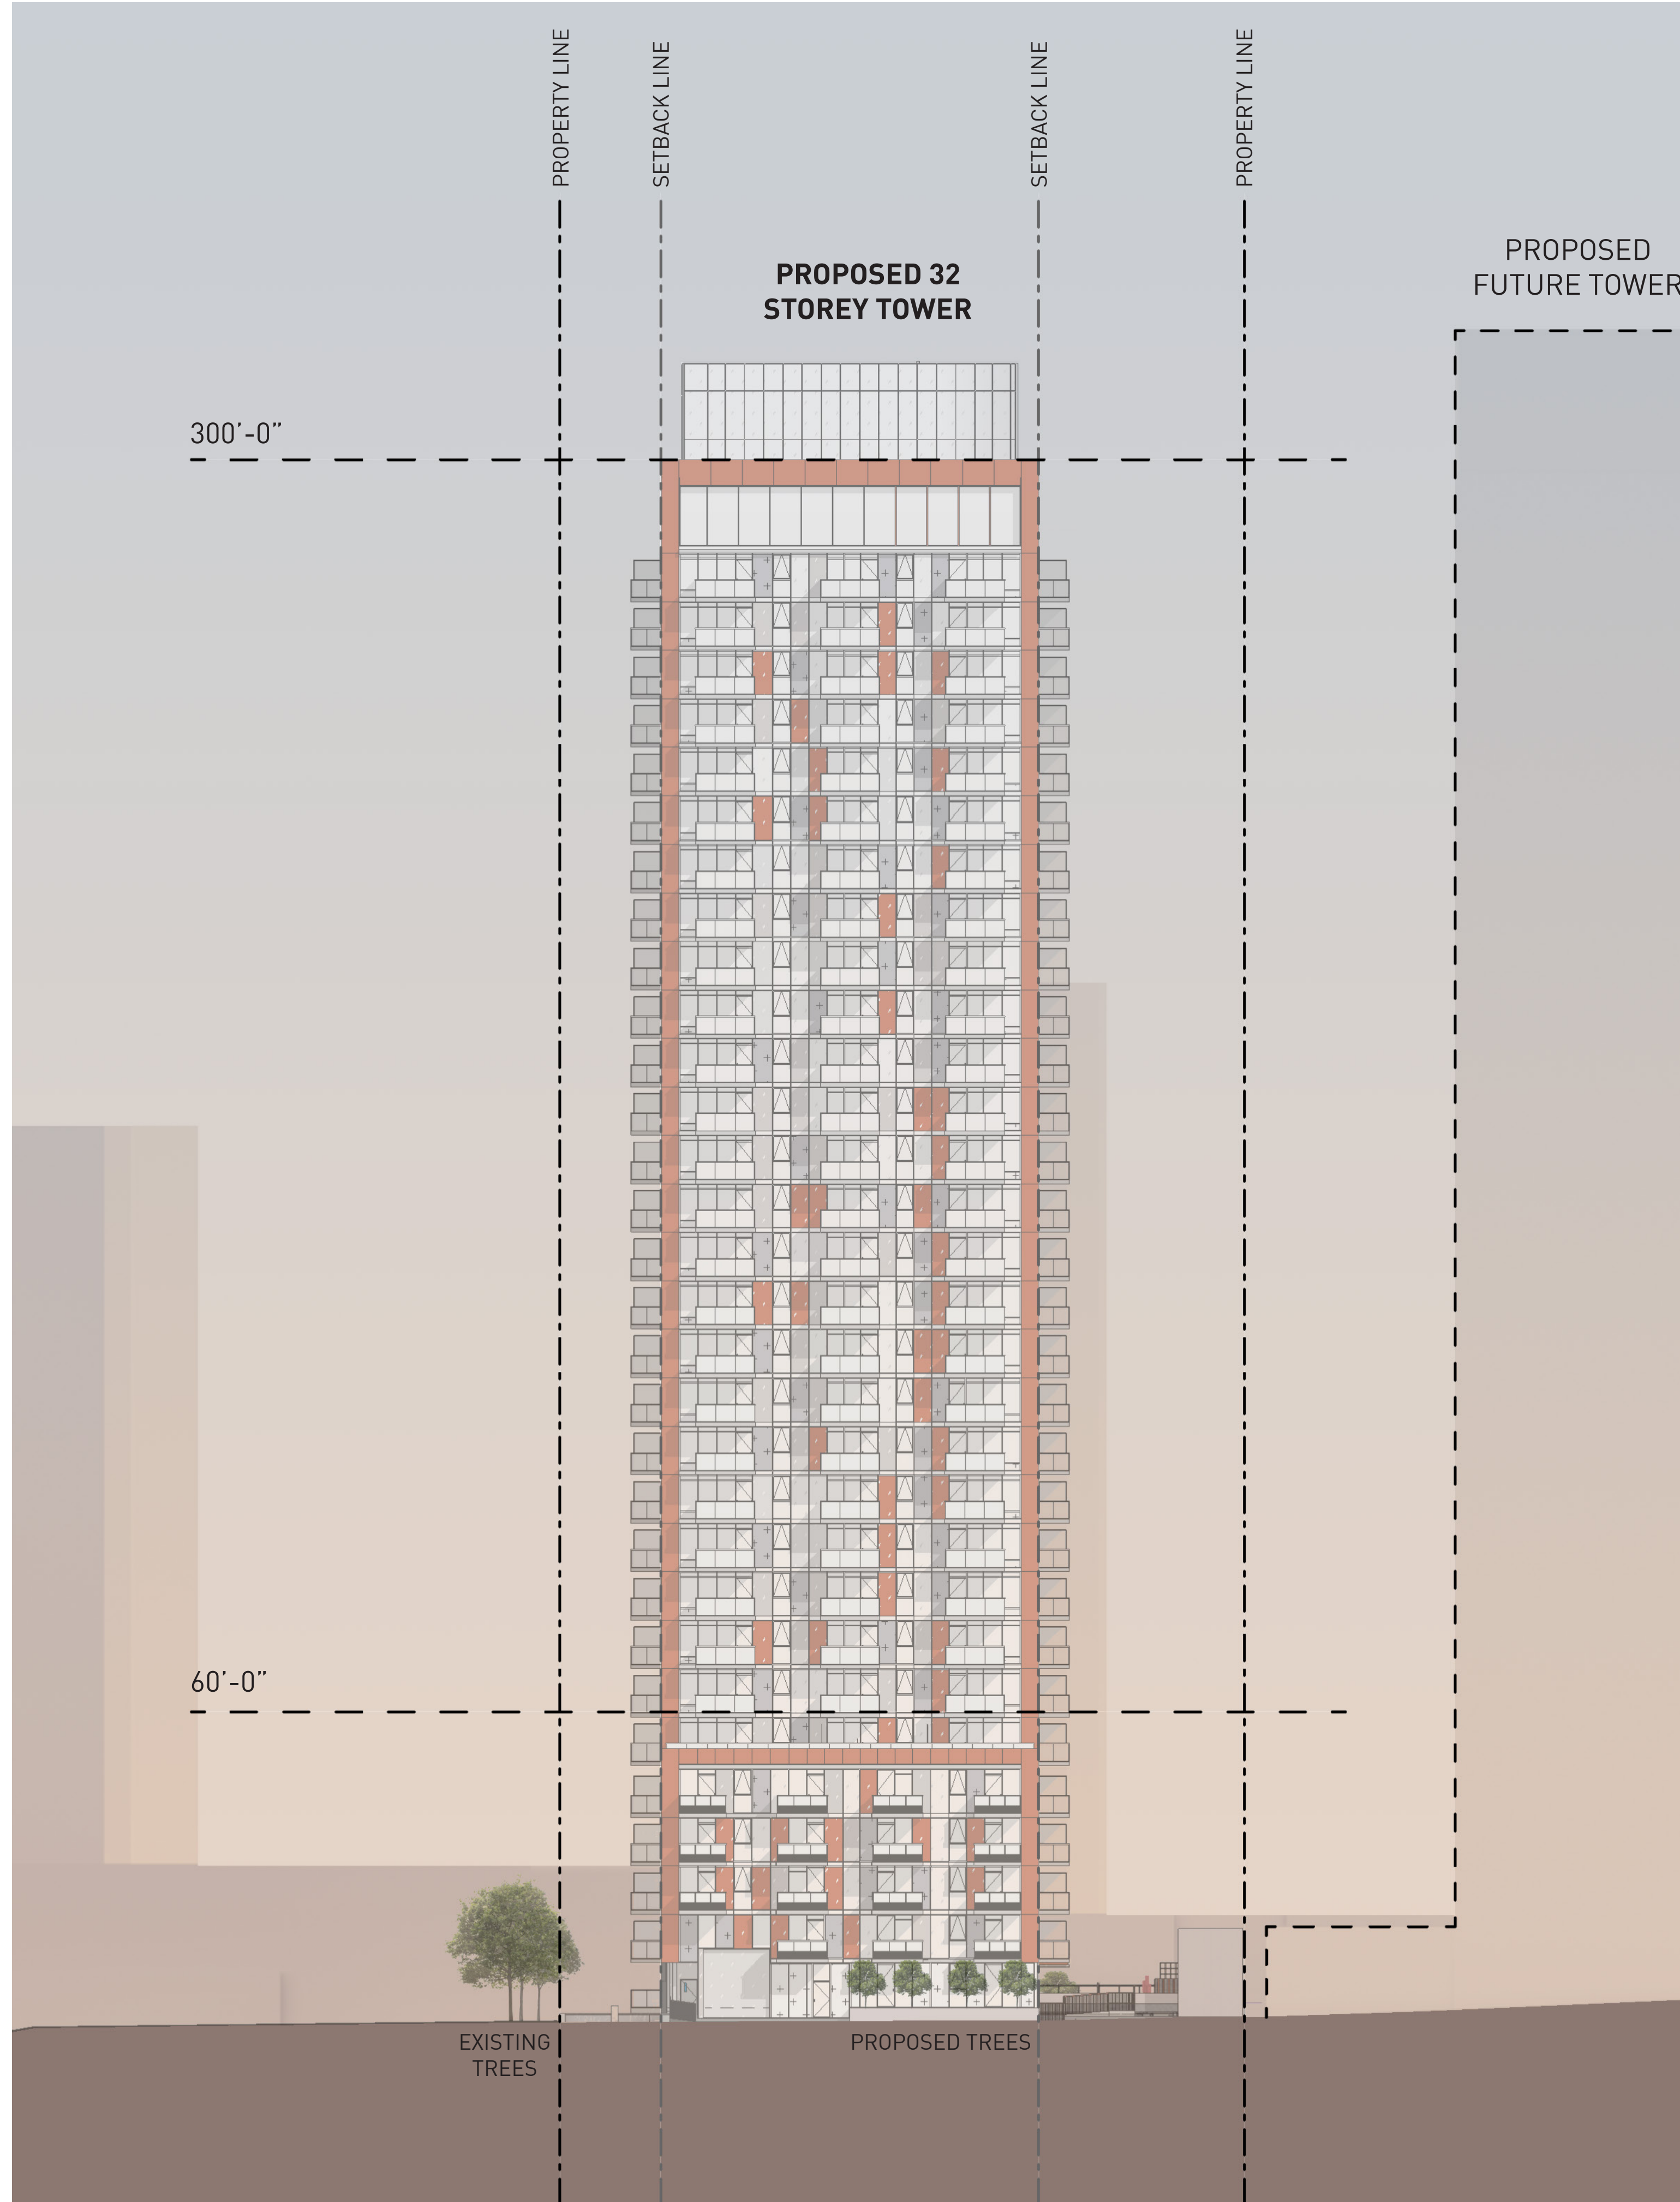 PROPERTY LINE
SETBACK LINE
SETBACK LINE
PROPERTY LINE
PROPOSED
FUTURE TOWER
PROPOSED 32
STOREY TOWER
300'-0”
60'-0”
EXISTING
TREES
PROPOSED TREES